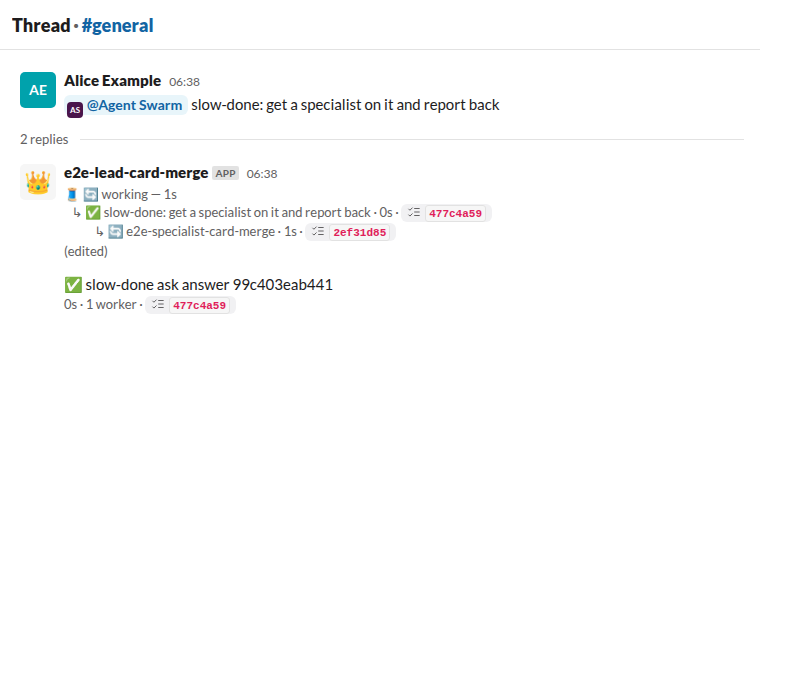 Thread · #general
AE
Alice Example 06:38
AS @Agent Swarm slow-done: get a specialist on it and report back
2 replies
e2e-lead-card-merge APP 06:38
🧵 🔄 working — 1s
↳ ✅ slow-done: get a specialist on it and report back · 0s · 477c4a59
↳ 🔄 e2e-specialist-card-merge · 1s · 2ef31d85
(edited)
✅ slow-done ask answer 99c403eab441
0s · 1 worker · 477c4a59